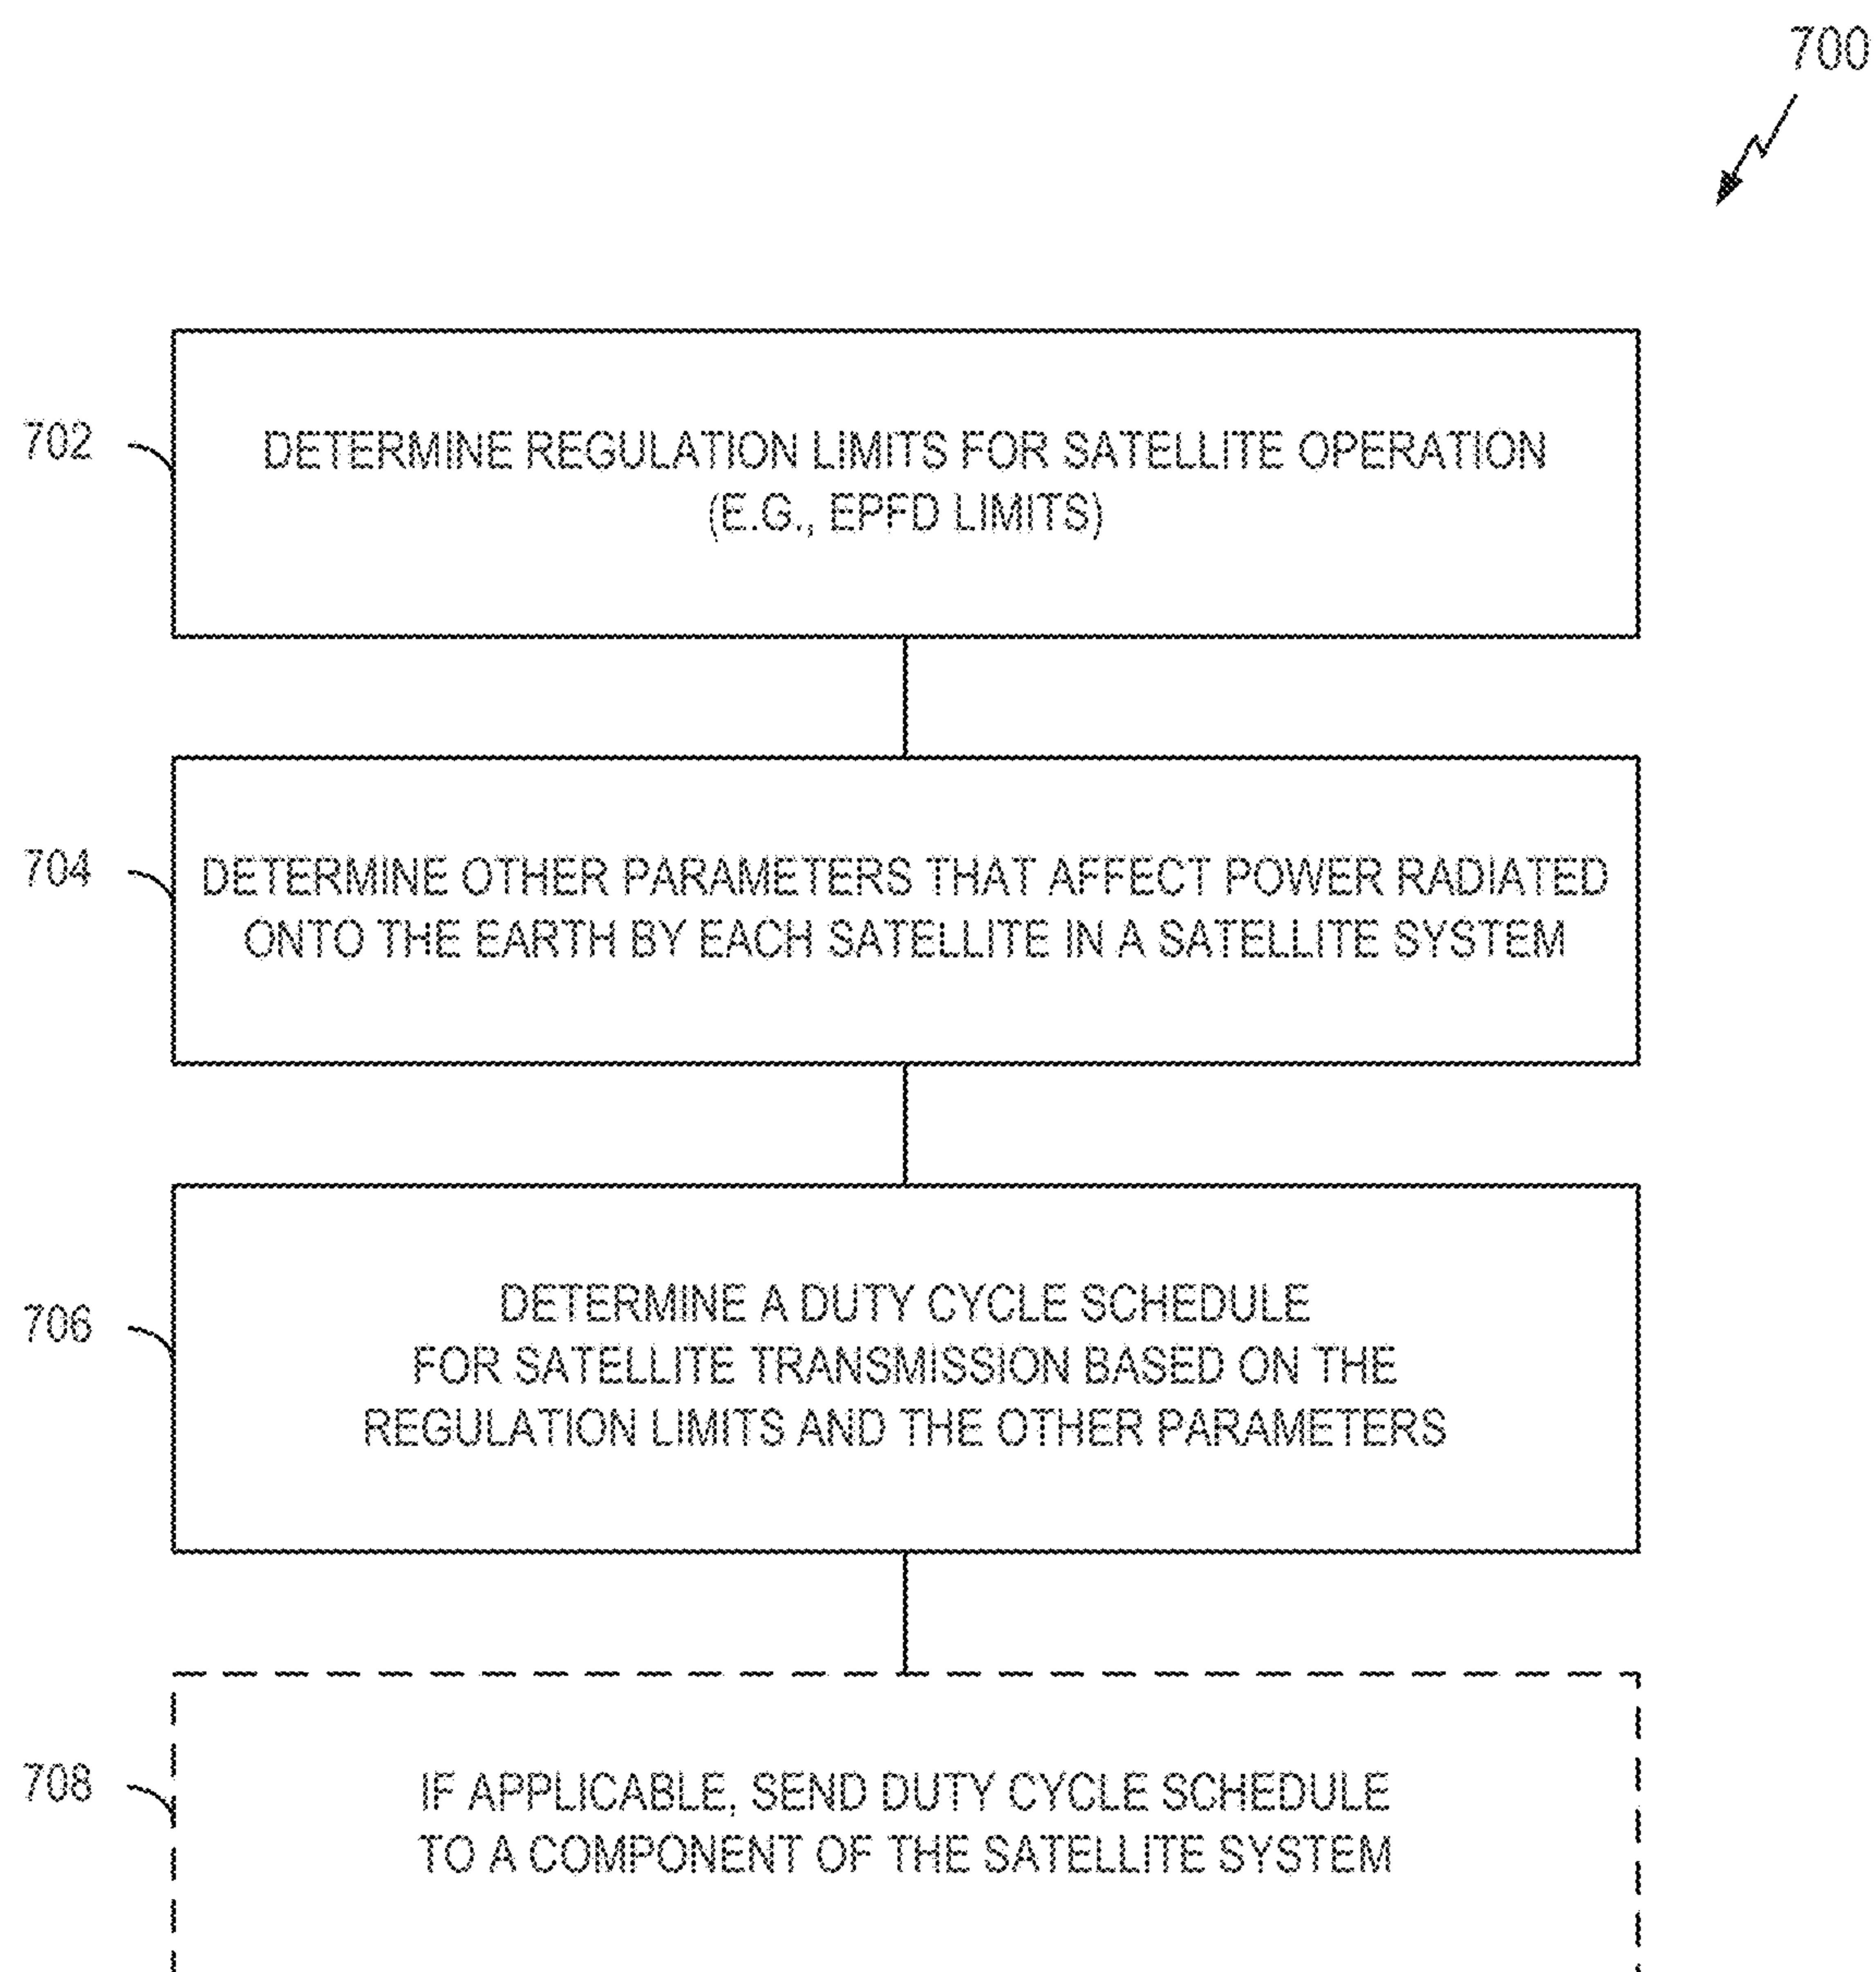 700
702
DETERMINE REGULATION LIMITS FOR SATELLITE OPERATION
(E.G., EPFD LIMITS)
704
DETERMINE OTHER PARAMETERS THAT AFFECT POWER RADIATED
ONTO THE EARTH BY EACH SATELLITE IN A SATELLITE SYSTEM
706
DETERMINE A DUTY CYCLE SCHEDULE
FOR SATELLITE TRANSMISSION BASED ON THE
REGULATION LIMITS AND THE OTHER PARAMETERS
708
IF APPLICABLE, SEND DUTY CYCLE SCHEDULE
TO A COMPONENT OF THE SATELLITE SYSTEM